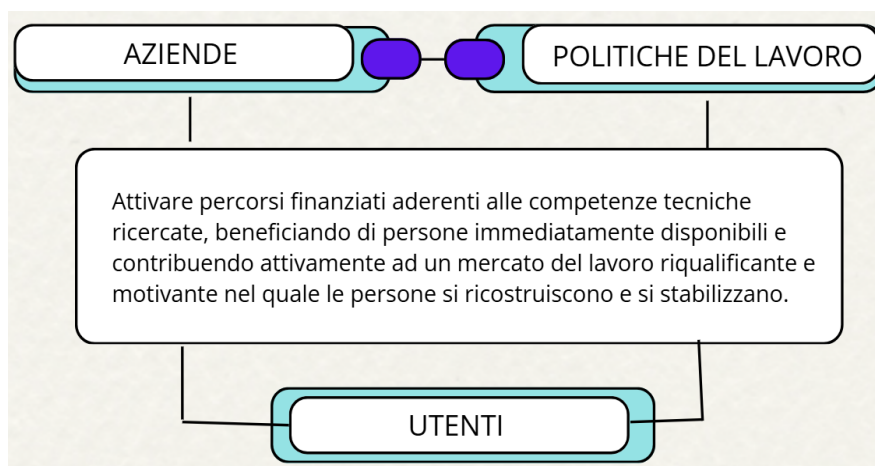 AZIENDE
POLITICHE DEL LAVORO
Attivare percorsi finanziati aderenti alle competenze tecniche
ricercate, beneficiando di persone immediatamente disponibili e
contribuendo attivamente ad un mercato del lavoro riqualificante e
motivante nel quale le persone si ricostruiscono e si stabilizzano.
UTENTI